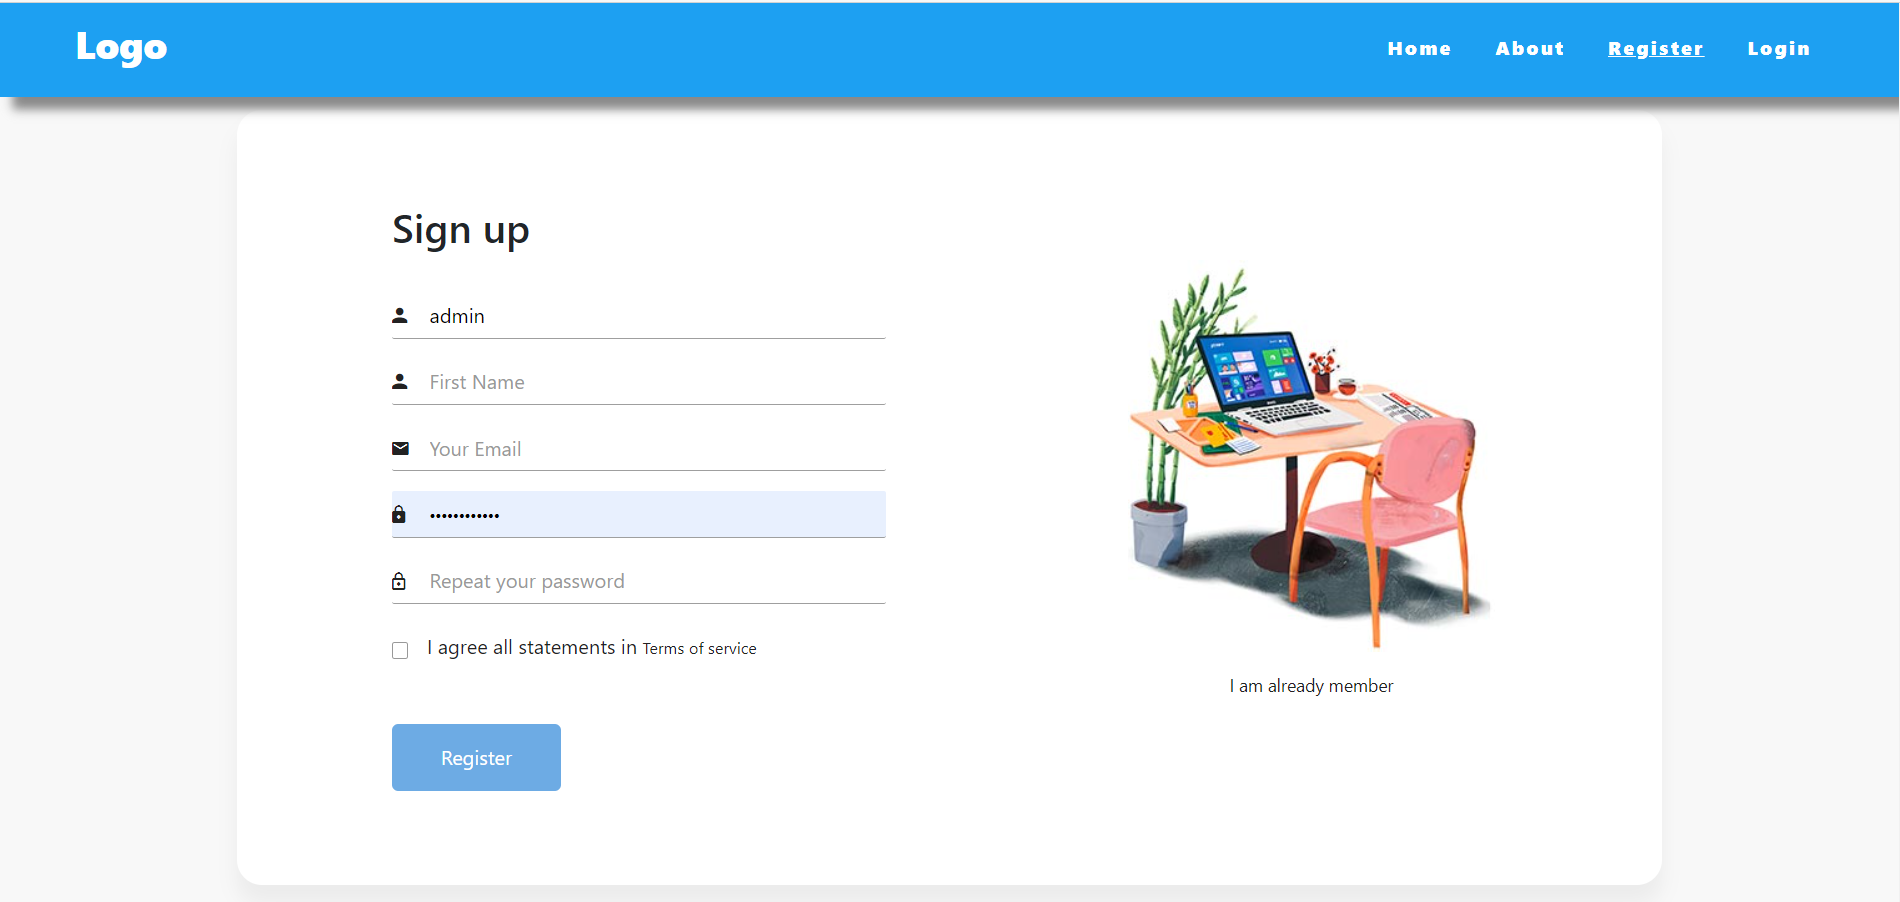 Logo
Home About Register Login
Sign up
admin
First Name
Your Email
••••••••••••
Repeat your password
I agree all statements in Terms of service
I am already member
Register